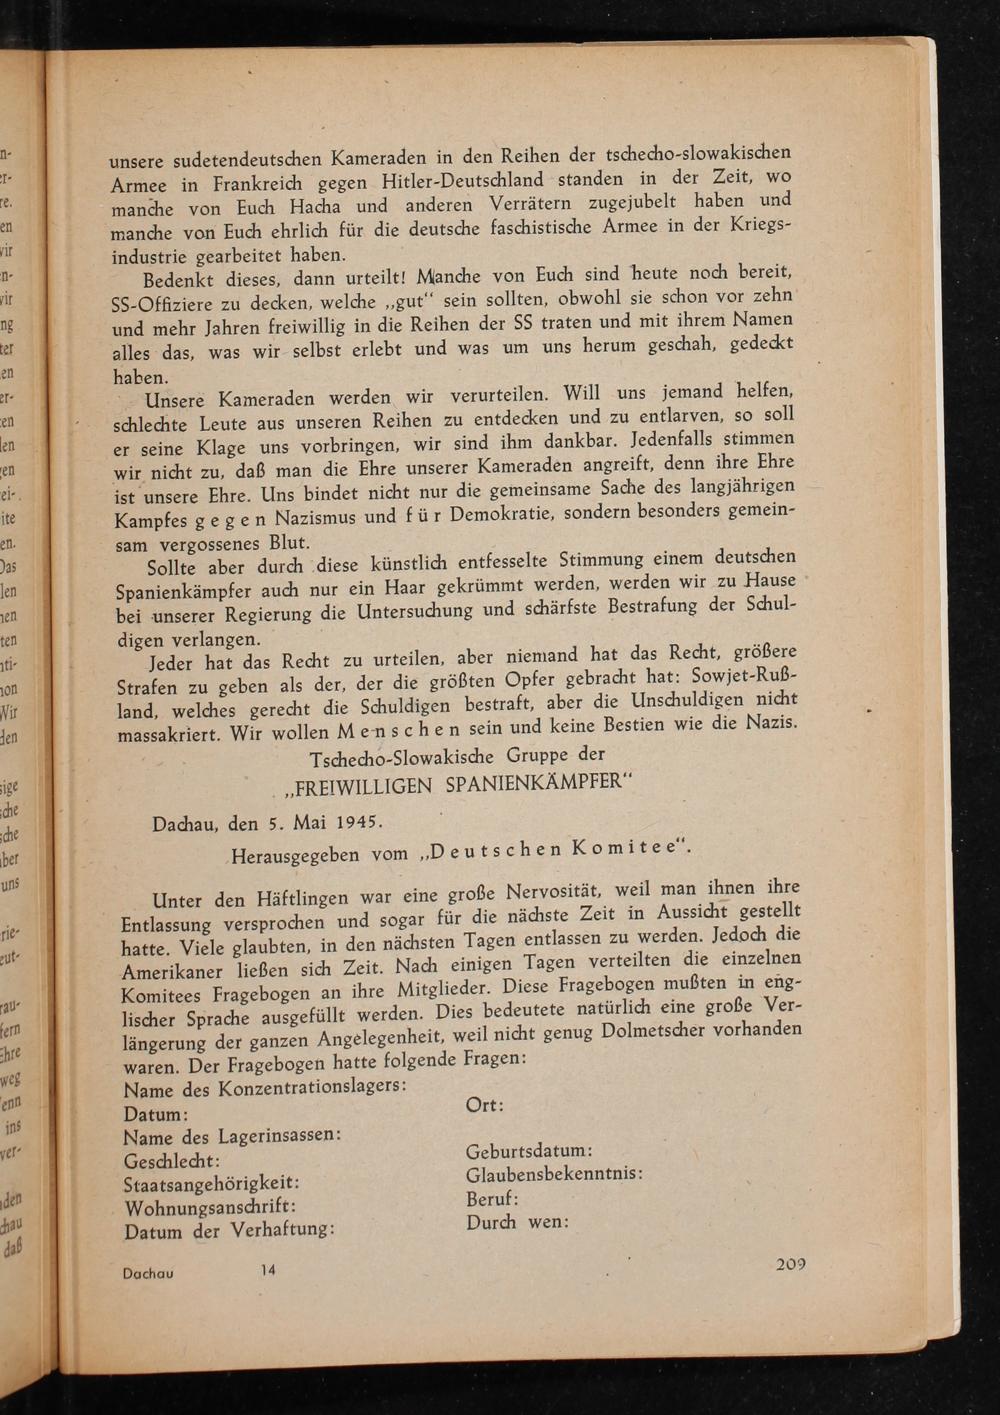 unsere sudetendeutschen Kameraden in den Reihen der tschecho-slowakischen
Armee in Frankreich gegen Hitler-Deutschland standen in der Zeit, wo
manche von Euch Hacha und anderen Verrätern zugejubelt haben und
manche von Euch ehrlich für die deutsche faschistische Armee in der Kriegs-
industrie gearbeitet haben.
Bedenkt dieses, dann urteilt! Manche von Euch sind heute noch bereit,
SS-Offiziere zu decken, welche „gut“ sein sollten, obwohl sie schon vor zehn
und mehr Jahren freiwillig in die Reihen der SS traten und mit ihrem Namen
alles das, was wir selbst erlebt und was um uns herum geschah, gedeckt
haben.
Unsere Kameraden werden wir verurteilen. Will uns jemand helfen,
schlechte Leute aus unseren Reihen zu entdecken und zu entlarven, so soll
er seine Klage uns vorbringen, wir sind ihm dankbar. Jedenfalls stimmen
wir nicht zu, daß man die Ehre unserer Kameraden angreift, denn ihre Ehre
ist unsere Ehre. Uns bindet nicht nur die gemeinsame Sache des langjährigen
Kampfes g e g e n Nazismus und f ü r Demokratie, sondern besonders gemein-
sam vergossenes Blut.
Sollte aber durch diese künstlich entfesselte Stimmung einem deutschen
Spanienkämpfer auch nur ein Haar gekrümmt werden, werden wir zu Hause
bei unserer Regierung die Untersuchung und schärfste Bestrafung der Schul-
digen verlangen.
Jeder hat das Recht zu urteilen, aber niemand hat das Recht, größere
Strafen zu geben als der, der die größten Opfer gebracht hat: Sowjet-Ruß-
land, welches gerecht die Schuldigen bestraft, aber die Unschuldigen nicht
massakriert. Wir wollen M e n s c h e n sein und keine Bestien wie die Nazis.
Tschecho-Slowakische Gruppe der
„FREIWILLIGEN SPANIENKÄMPFER“
Dachau, den 5. Mai 1945.
Herausgegeben vom „D e u t s c h e n K o m i t e e“.
Unter den Häftlingen war eine große Nervosität, weil man ihnen ihre
Entlassung versprochen und sogar für die nächste Zeit in Aussicht gestellt
hatte. Viele glaubten, in den nächsten Tagen entlassen zu werden. Jedoch die
Amerikaner ließen sich Zeit. Nach einigen Tagen verteilten die einzelnen
Komitees Fragebogen an ihre Mitglieder. Diese Fragebogen mußten in eng-
lischer Sprache ausgefüllt werden. Dies bedeutete natürlich eine große Ver-
längerung der ganzen Angelegenheit, weil nicht genug Dolmetscher vorhanden
waren. Der Fragebogen hatte folgende Fragen:
Name des Konzentrationslagers:
Datum: Ort:
Name des Lagerinsassen:
Geschlecht: Geburtsdatum:
Staatsangehörigkeit: Glaubensbekenntnis:
Wohnungsanschrift: Beruf:
Datum der Verhaftung: Durch wen:
Dachau 14 209